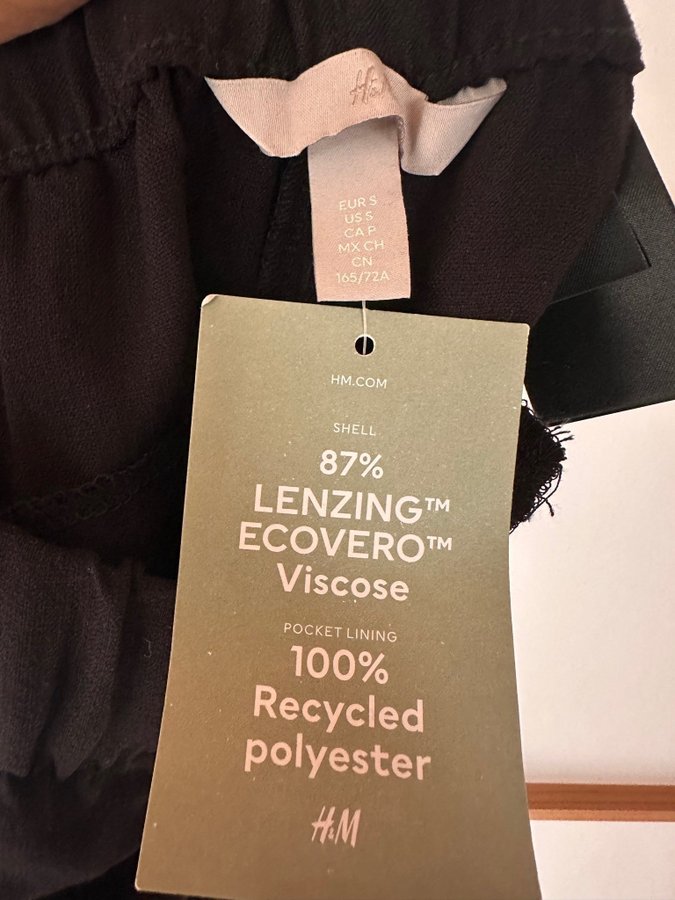 H&M
EUR S
US S
CA P
MX CH
CN
165/72A
HM.COM
SHELL
87%
LENZING™
ECOVERO™
Viscose
POCKET LINING
100%
Recycled
polyester
H&M